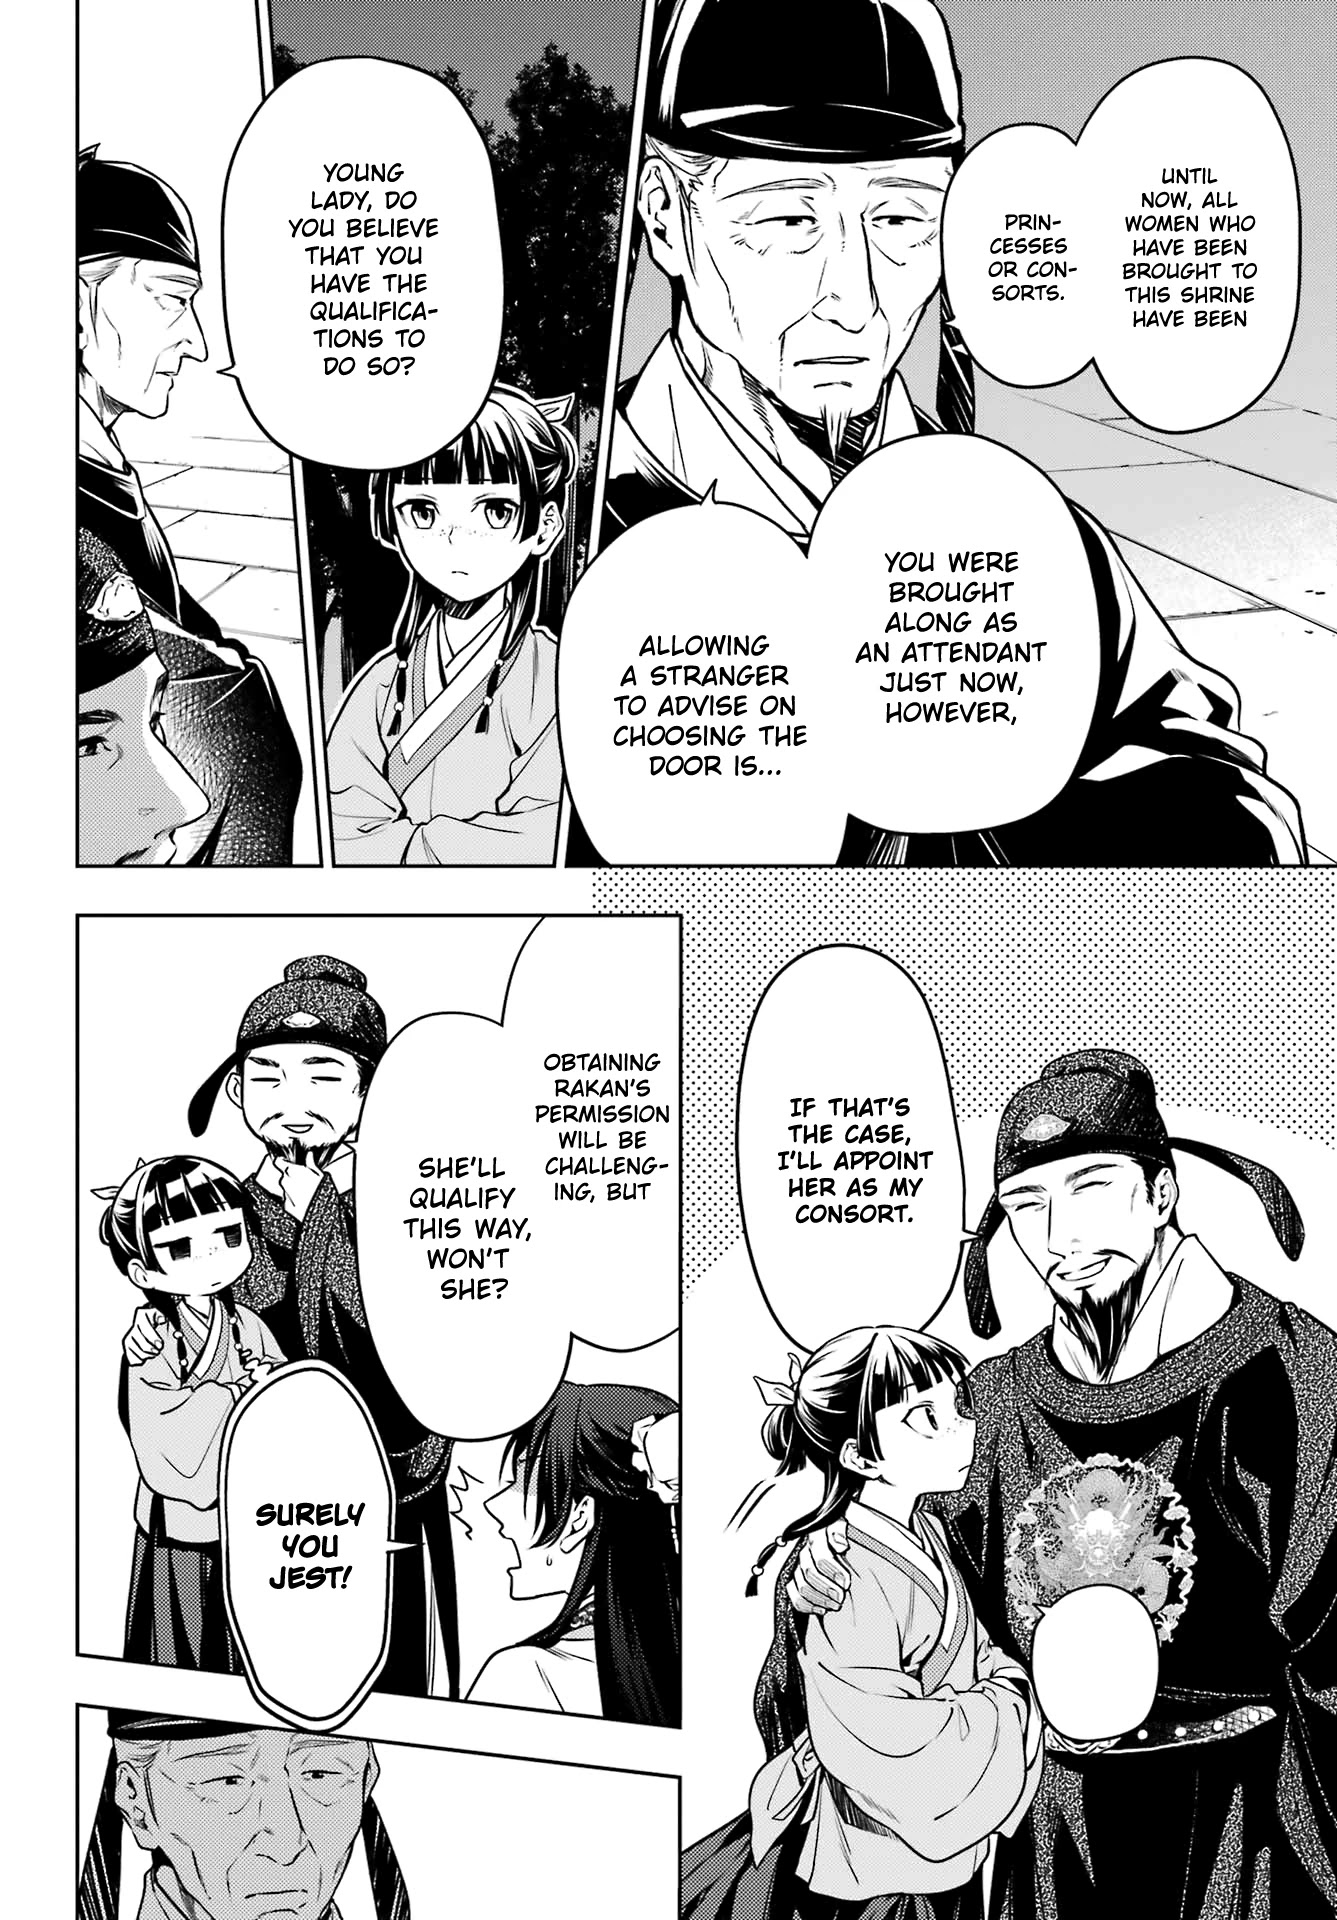 UNTIL
NOW, ALL
WOMEN WHO
HAVE BEEN
BROUGHT TO
THIS SHRINE
HAVE BEEN
PRIN-
CESSES
OR CON-
SORTS.
YOU WERE
BROUGHT
ALONG AS
AN ATTENDANT
JUST NOW,
HOWEVER,
ALLOWING
A STRANGER
TO ADVISE ON
CHOOSING THE
DOOR IS...
YOUNG
LADY, DO
YOU BELIEVE
THAT YOU
HAVE THE
QUALIFICA-
TIONS TO
DO SO?
IF THAT'S
THE CASE,
I'LL APPOINT
HER AS MY
CONSORT.
OBTAINING
RAKAN'S
PERMISSION
WILL BE
CHALLENG-
ING, BUT
SHE'LL
QUALIFY
THIS WAY,
WON'T
SHE?
SURELY
YOU
JEST!